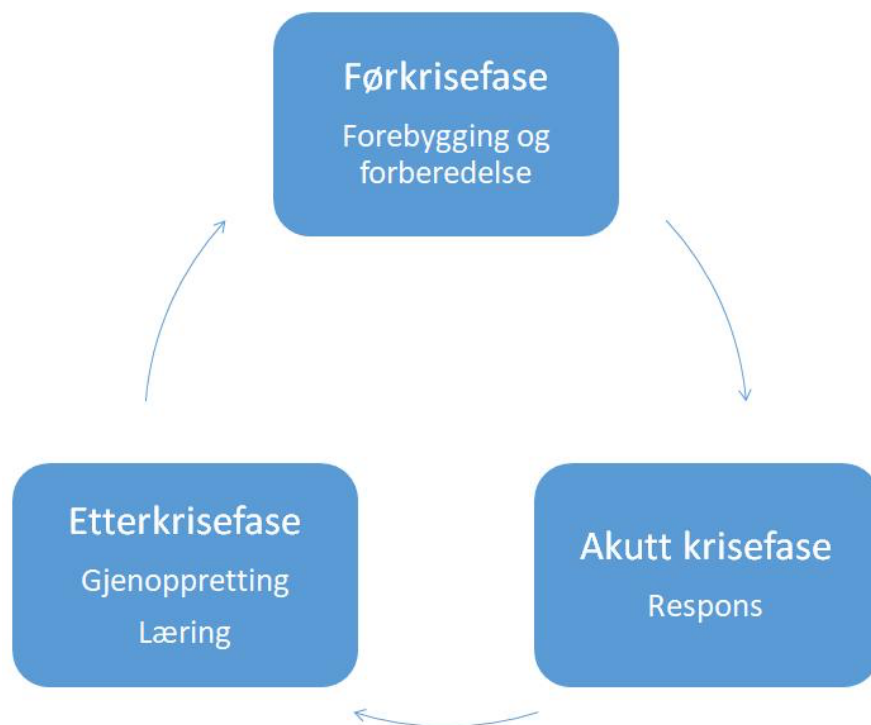 Førkrisefase
Forebygging og
forberedelse
Akutt krisefase
Respons
Etterkrisefase
Gjenoppretting
Læring